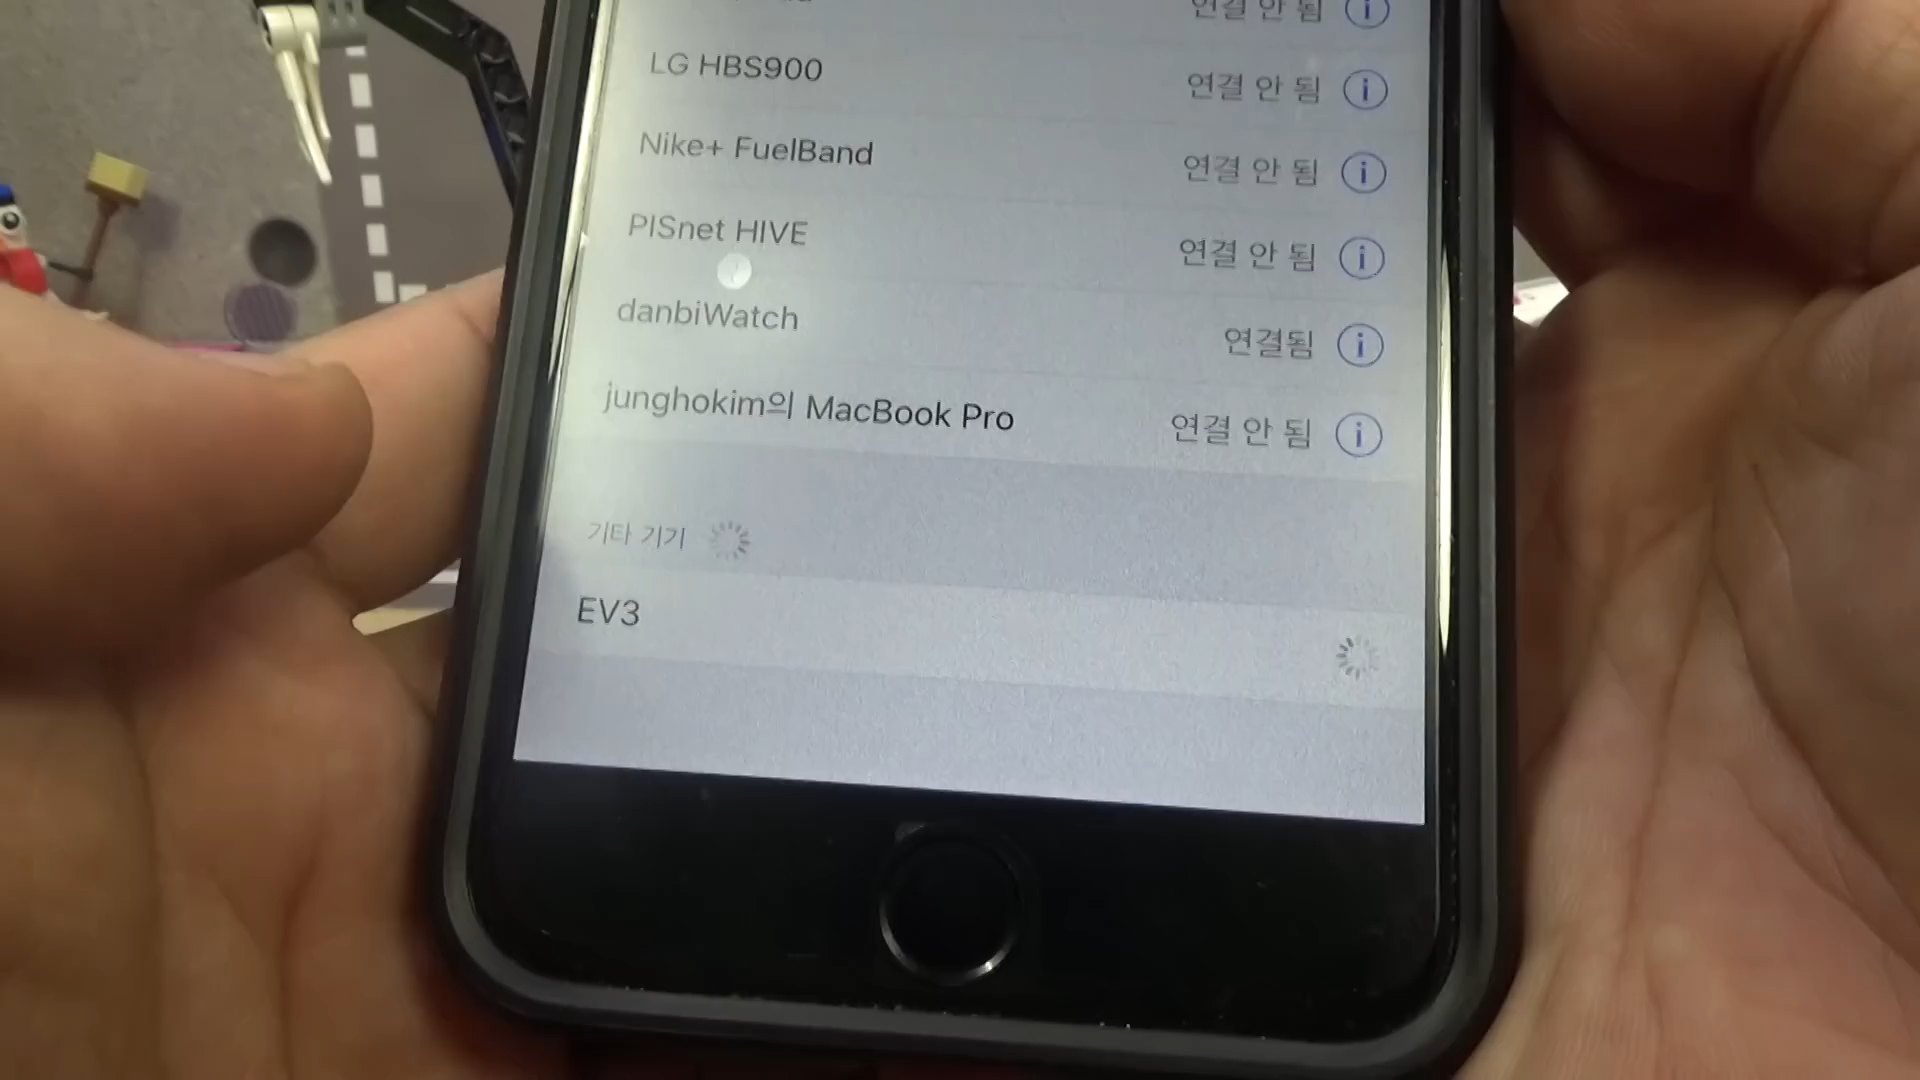 연결 안 됨
LG HBS900 연결 안 됨
Nike+ FuelBand 연결 안 됨
PISnet HIVE 연결 안 됨
danbiWatch 연결됨
junghokim의 MacBook Pro 연결 안 됨
기타 기기
EV3